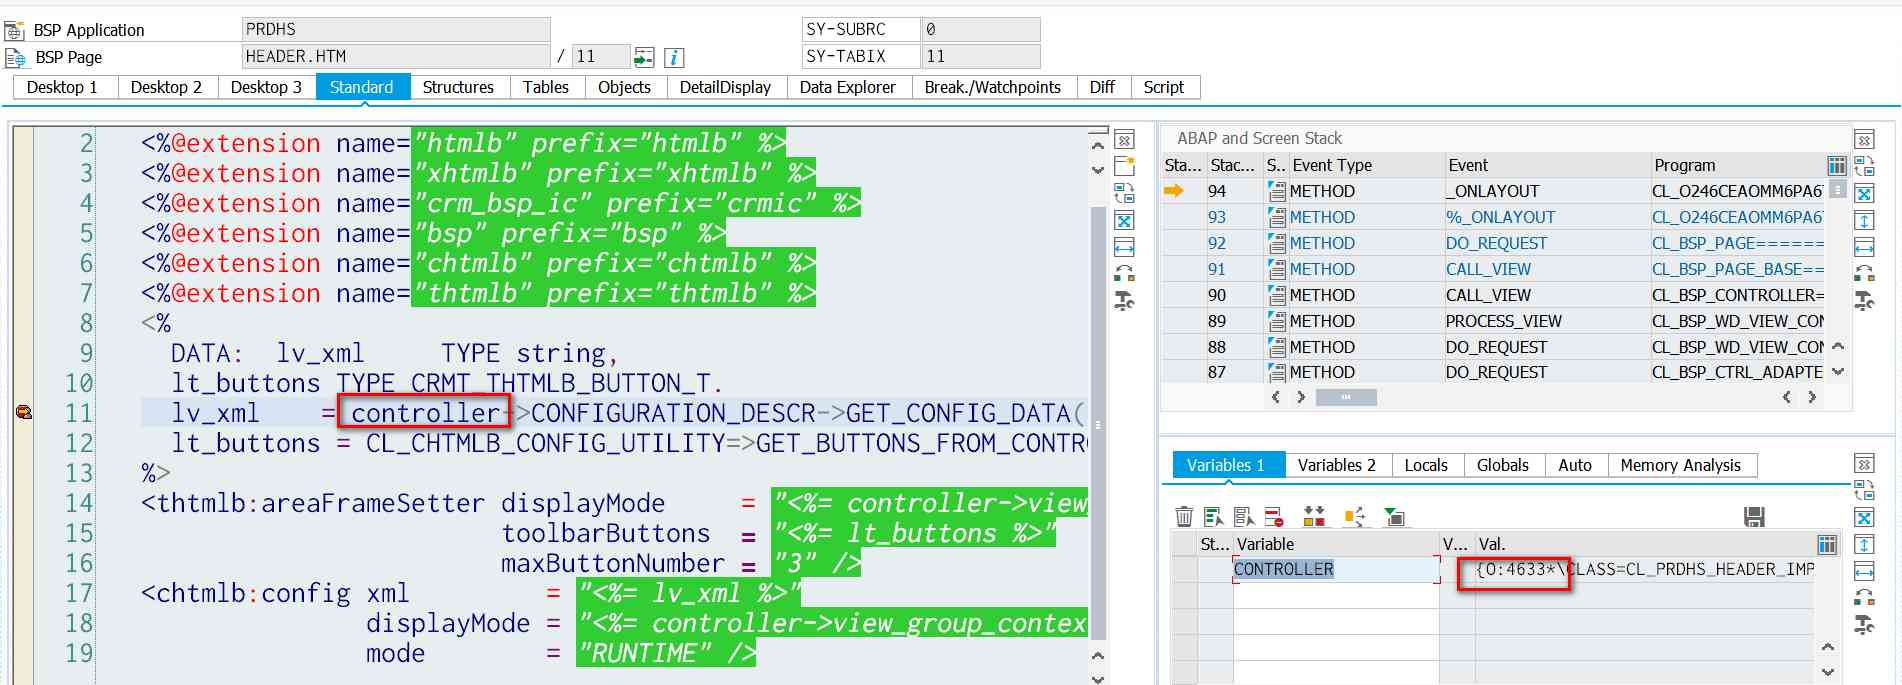 BSP Application PRDHS SY-SUBRC 0
BSP Page HEADER.HTM / 11 SY-TABIX 11
Desktop 1 Desktop 2 Desktop 3 Standard Structures Tables Objects DetailDisplay Data Explorer Break./Watchpoints Diff Script
2 <%@extension name="htmlb" prefix="htmlb" %>
3 <%@extension name="xhtmlb" prefix="xhtmlb" %>
4 <%@extension name="crm_bsp_ic" prefix="crmic" %>
5 <%@extension name="bsp" prefix="bsp" %>
6 <%@extension name="chtmlb" prefix="chtmlb" %>
7 <%@extension name="thtmlb" prefix="thtmlb" %>
8 <%
9 DATA: lv_xml TYPE string,
10 lt_buttons TYPE CRMT_THTMLB_BUTTON_T.
11 lv_xml = controller->CONFIGURATION_DESCR->GET_CONFIG_DATA(
12 lt_buttons = CL_CHTMLB_CONFIG_UTILITY=>GET_BUTTONS_FROM_CONTR
13 %>
14 <thtmlb:areaFrameSetter displayMode = "<%= controller->view_
15 toolbarButtons = "<%= lt_buttons %>"
16 maxButtonNumber = "3" />
17 <chtmlb:config xml = "<%= lv_xml %>"
18 displayMode = "<%= controller->view_group_contex
19 mode = "RUNTIME" />
ABAP and Screen Stack
Sta... Stac... S.. Event Type Event Program
94 METHOD _ONLAYOUT CL_O246CEAOMM6PA6
93 METHOD %_ONLAYOUT CL_O246CEAOMM6PA6
92 METHOD DO_REQUEST CL_BSP_PAGE=======
91 METHOD CALL_VIEW CL_BSP_PAGE_BASE==
90 METHOD CALL_VIEW CL_BSP_CONTROLLER=
89 METHOD PROCESS_VIEW CL_BSP_WD_VIEW_CON
88 METHOD DO_REQUEST CL_BSP_WD_VIEW_CON
87 METHOD DO_REQUEST CL_BSP_CTRL_ADAPTE
Variables 1 Variables 2 Locals Globals Auto Memory Analysis
St... Variable V... Val.
CONTROLLER {O:4633*\CLASS=CL_PRDHS_HEADER_IMP